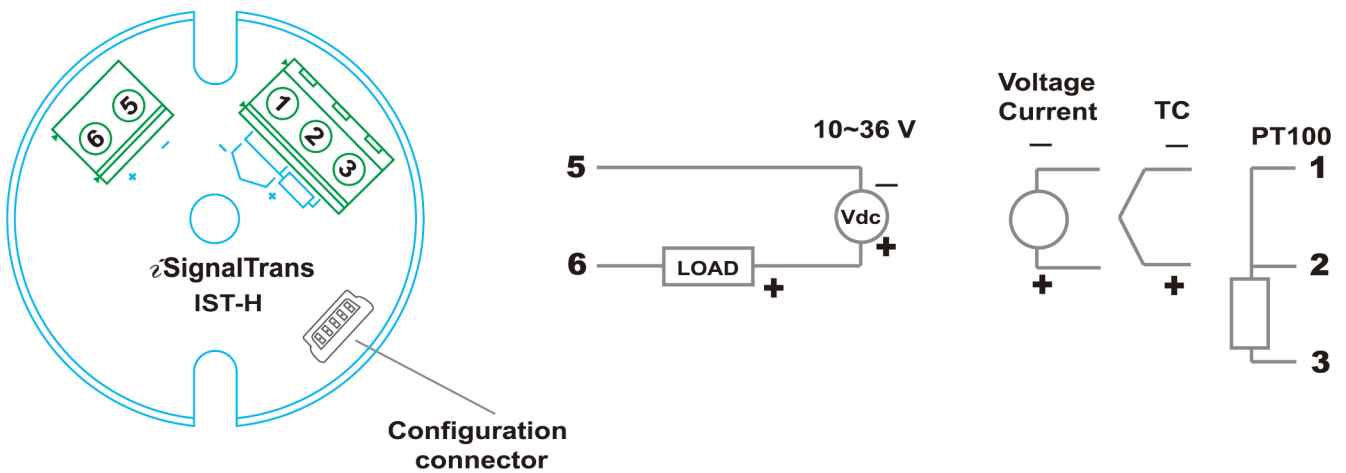 5
6
1
2
3
iSignalTrans
IST-H
Configuration
connector
10~36 V
5
–
Vdc
+
6
LOAD
+
Voltage
Current
–
+
TC
–
+
PT100
1
2
3